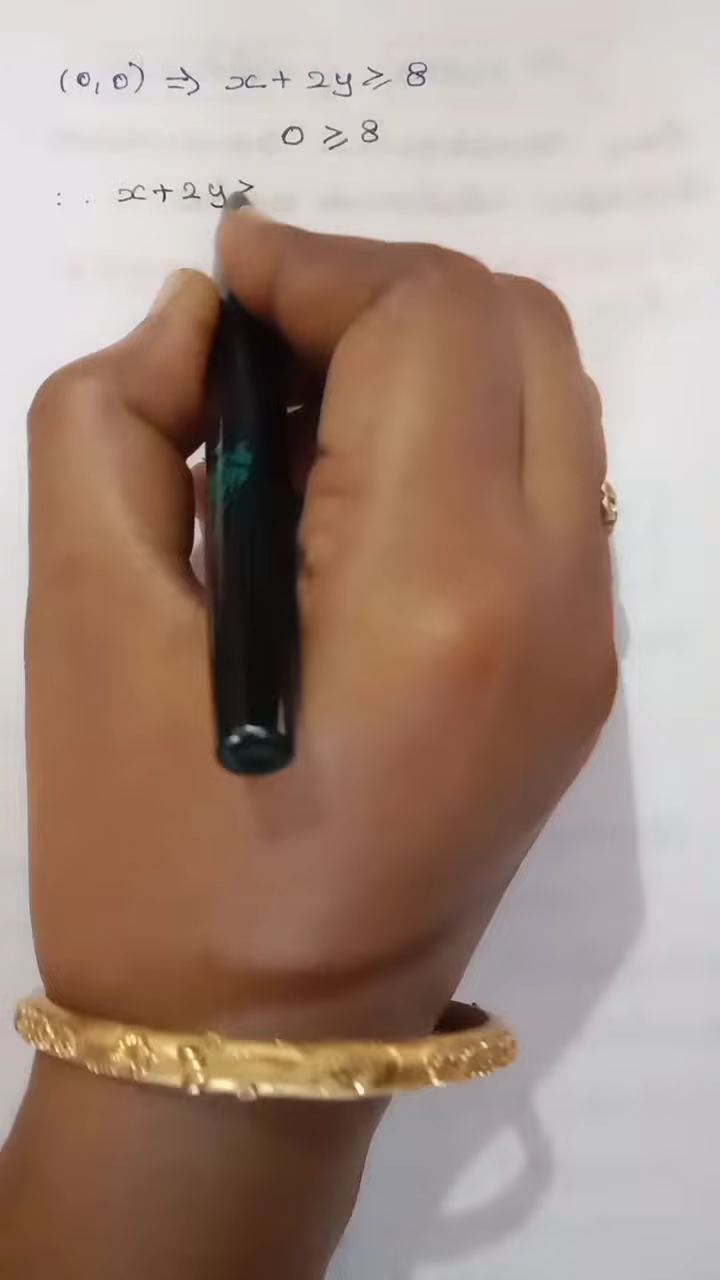 (0,0) ⇒ x + 2y ≥ 8
0 ≥ 8
∴ x + 2y ≥